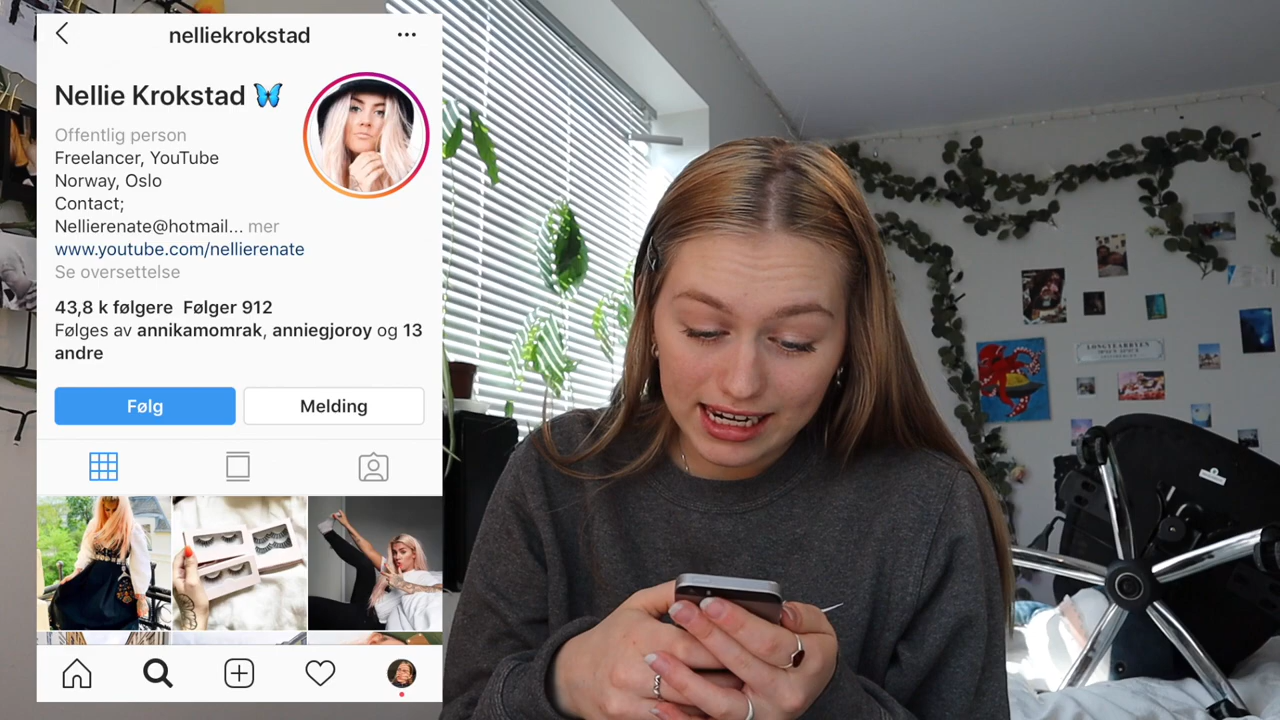 nelliekrokstad
Nellie Krokstad 🦋
Offentlig person
Freelancer, YouTube
Norway, Oslo
Contact;
Nellierenate@hotmail... mer
www.youtube.com/nellierenate
Se oversettelse
43,8 k følgere Følger 912
Følges av annikamomrak, anniegjoroy og 13
andre
Følg
Melding
LONGYEARBYEN